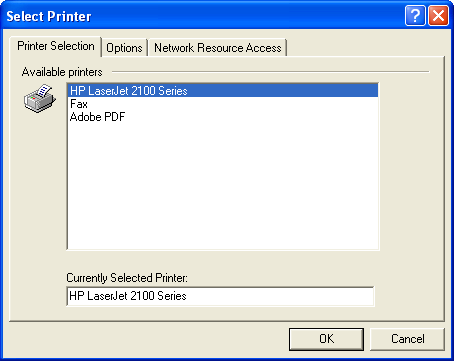 Select Printer
Printer Selection Options Network Resource Access
Available printers
HP LaserJet 2100 Series
Fax
Adobe PDF
Currently Selected Printer:
HP LaserJet 2100 Series
OK Cancel